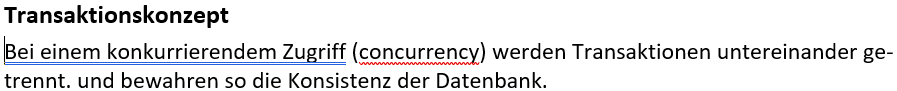 Transaktionskonzept
Bei einem konkurrierendem Zugriff (concurrency) werden Transaktionen untereinander ge-
trennt. und bewahren so die Konsistenz der Datenbank.